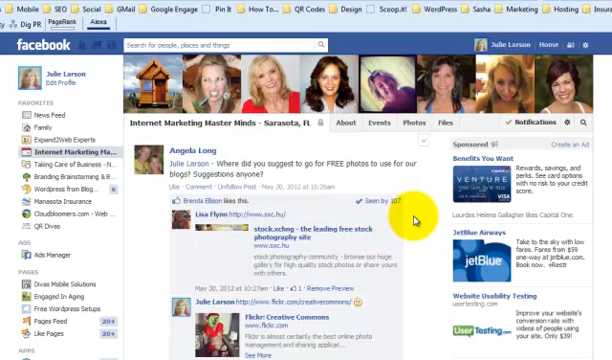 Mobile SEO Social GMail Google Engage Pin It How To... QR Codes Design Scoop.it! WordPress Sasha Marketing Hosting
Dig PR PageRank Alexa
facebook Search for people, places and things Julie Larson Home
Julie Larson
Edit Profile
FAVORITES
News Feed
Family
Expand2Web Experts
Internet Marketing Ma...
Taking Care of Business - N...
Branding Brainstorming & B...
Wordpress from Blog... 6
Manasota Insurance
Cloudbloomers.com - Web ...
QR Divas
ADS
Ads Manager
PAGES
Divas Mobile Solutions
Engaged In Aging
Free Wordpress Setups
Pages Feed 20+
Like Pages 20+
Internet Marketing Master Minds - Sarasota, FL About Events Photos Files Notifications
Angela Long
Julie Larson - Where did you suggest to go for FREE photos to use for our
blogs? Suggestions anyone?
Like · Comment · Unfollow Post · May 30, 2012 at 10:26am
Brenda Ellison likes this. Seen by 107
Lisa Flynn http://www.sxc.hu/
stock.xchng - the leading free stock
photography site
www.sxc.hu
photography community - browse our huge
gallery for high quality stock photos or share yours
with others.
May 30, 2012 at 10:27am · Like · 1 · Remove Preview
Julie Larson http://www.flickr.com/creativecommons/
Flickr: Creative Commons
www.flickr.com
Flickr is almost certainly the best online photo
management and sharing applicat...
See More
Sponsored Create an Ad
Benefits You Want
VENTURE
Rewards, savings, and
perks. See card options
with no risk to your
credit.
Lourdes Helena Gallagher likes Capital One.
JetBlue Airways
jetBlue
Take to the sky with low
fares. Fares from $59
one-way at jetblue.com.
Book now. +Restr
Website Usability Testing
usertesting.com
UserTesting
Improve your
website's conversion
rate with videos of
people using your
site. Only $39!